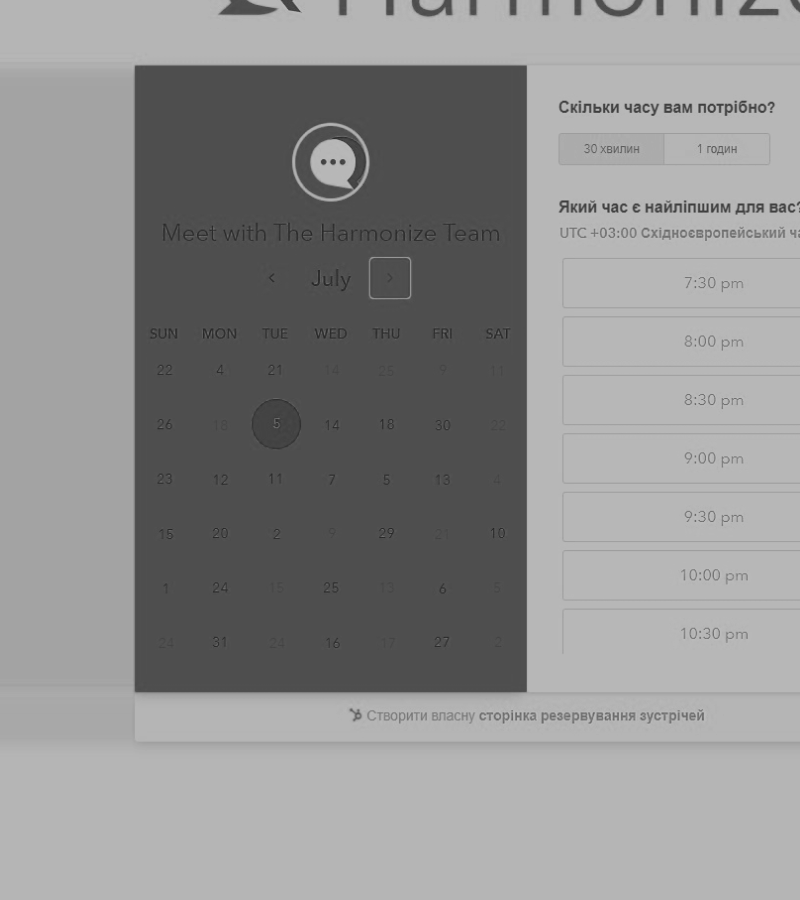 Harmonize
Meet with The Harmonize Team
July
SUN MON TUE WED THU FRI SAT
22 4 21 14 25 9 11
26 18 5 14 18 30 22
23 12 11 7 5 13 4
15 20 2 9 29 21 10
1 24 15 25 13 6 5
24 31 24 16 17 27 2
Скільки часу вам потрібно?
30 хвилин 1 годин
Який час є найліпшим для вас?
UTC +03:00 Східноєвропейський
7:30 pm
8:00 pm
8:30 pm
9:00 pm
9:30 pm
10:00 pm
10:30 pm
Створити власну сторінка резервування зустрічей